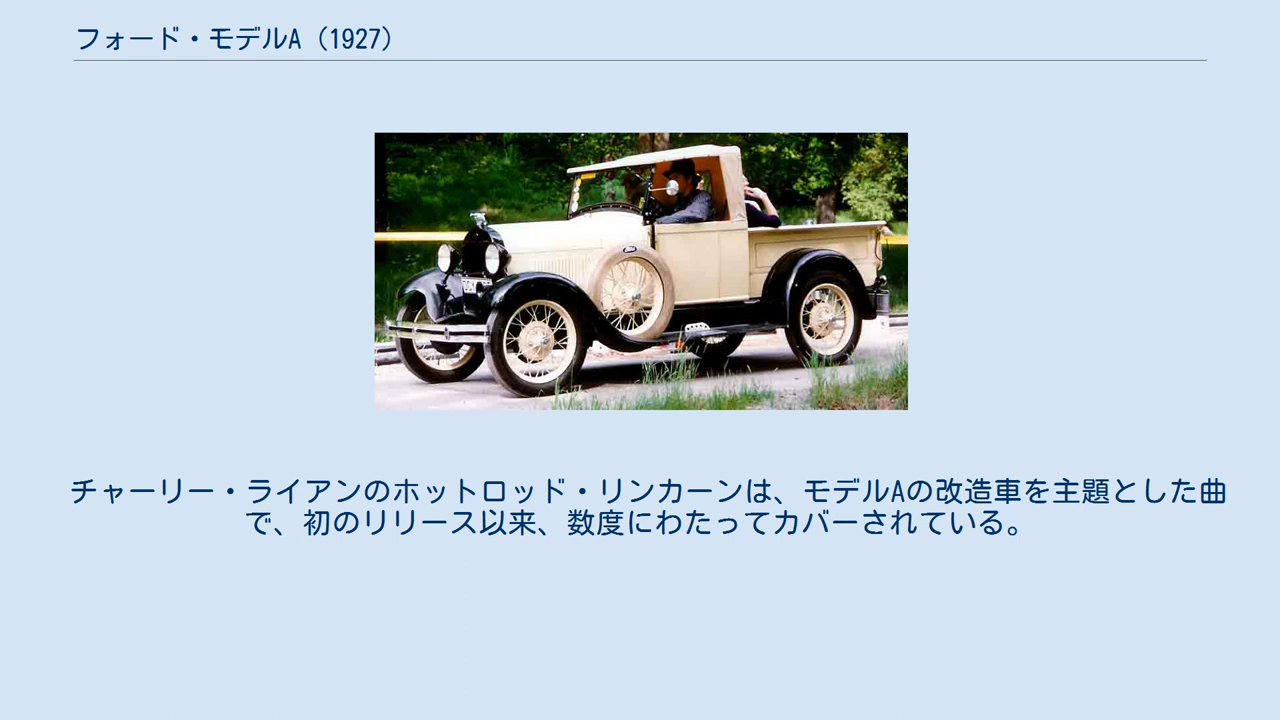 フォード・モデルA（1927）
チャーリー・ライアンのホットロッド・リンカーンは、モデルAの改造車を主題とした曲
で、初のリリース以来、数度にわたってカバーされている。